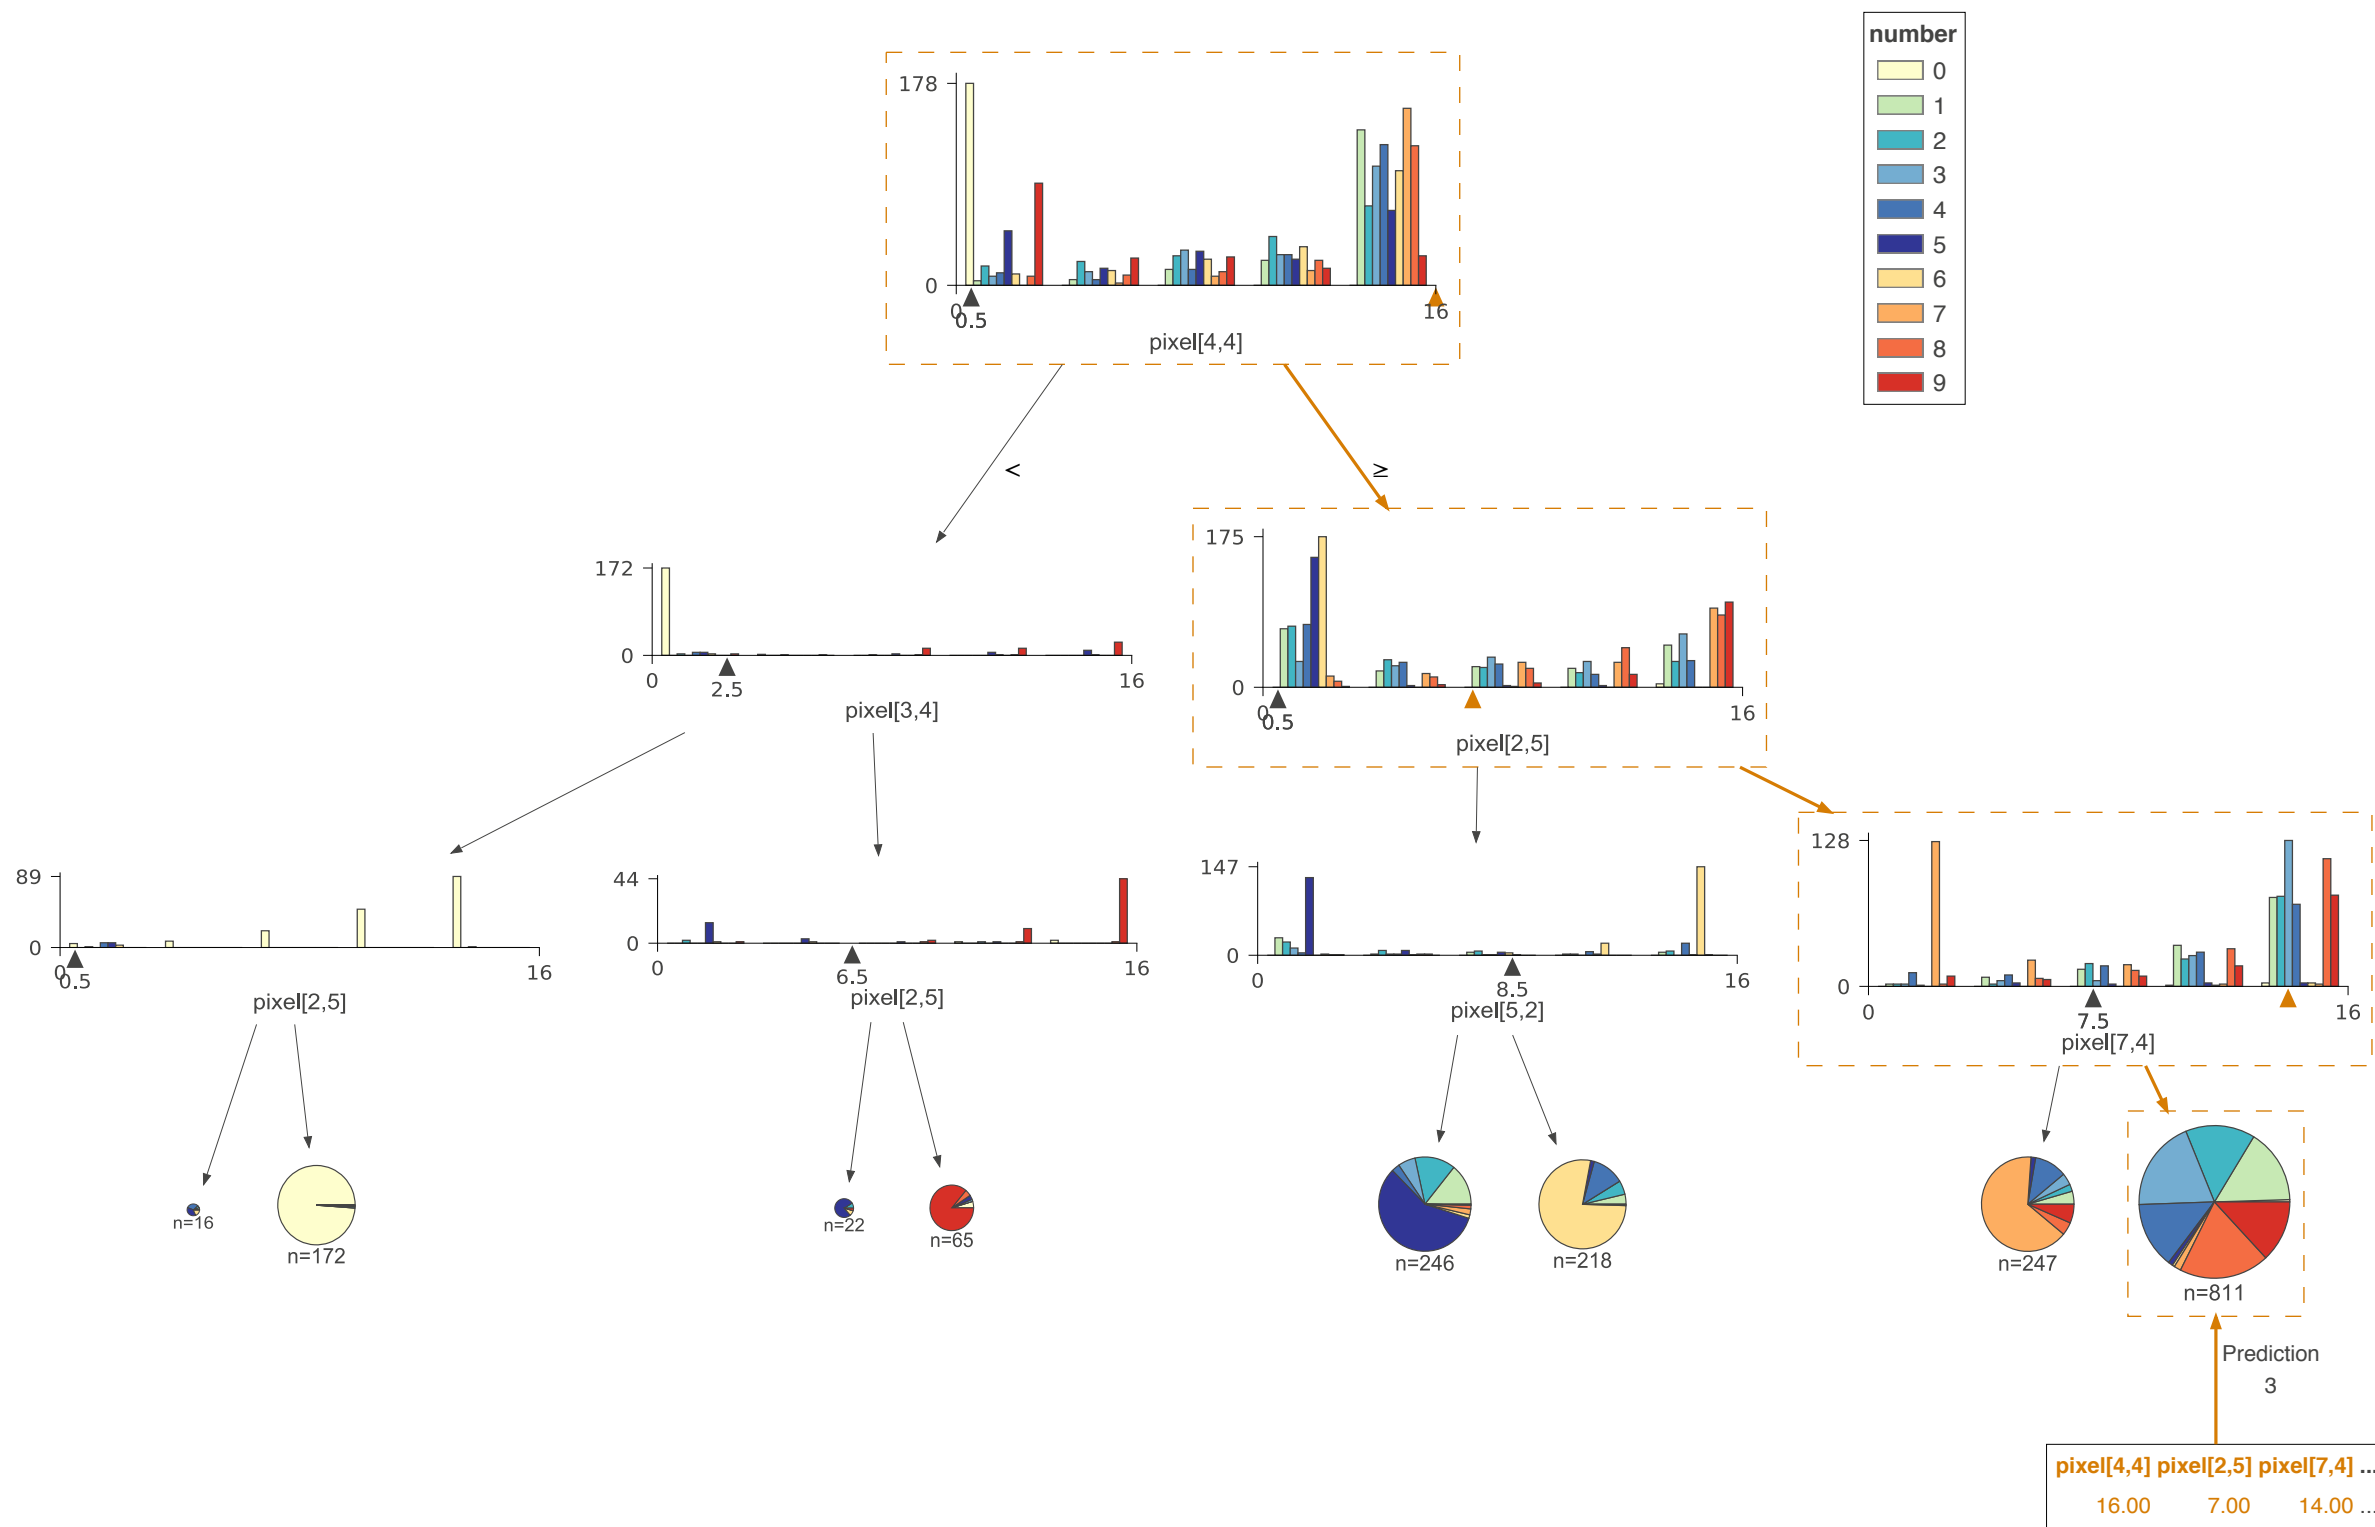 number
0
1
2
3
4
5
6
7
8
9
178
0
0
0.5
16
pixel[4,4]
<
≥
172
0
0
2.5
16
pixel[3,4]
175
0
0
0.5
16
pixel[2,5]
89
0
0
0.5
16
pixel[2,5]
44
0
0
6.5
16
pixel[2,5]
147
0
0
8.5
16
pixel[5,2]
128
0
0
7.5
16
pixel[7,4]
n=16
n=172
n=22
n=65
n=246
n=218
n=247
n=811
Prediction
3
pixel[4,4] pixel[2,5] pixel[7,4] ...
16.00 7.00 14.00 ...